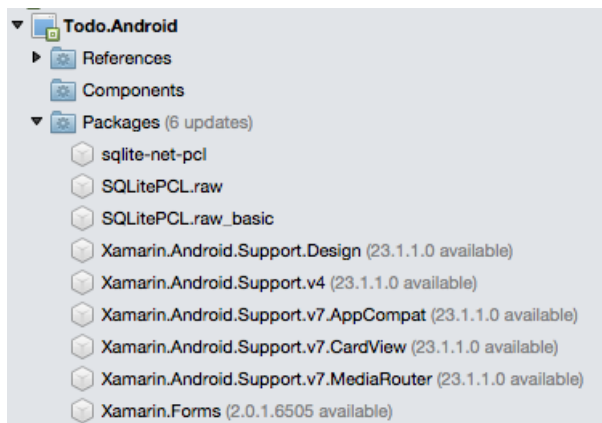 Todo.Android
References
Components
Packages (6 updates)
sqlite-net-pcl
SQLitePCL.raw
SQLitePCL.raw_basic
Xamarin.Android.Support.Design (23.1.1.0 available)
Xamarin.Android.Support.v4 (23.1.1.0 available)
Xamarin.Android.Support.v7.AppCompat (23.1.1.0 available)
Xamarin.Android.Support.v7.CardView (23.1.1.0 available)
Xamarin.Android.Support.v7.MediaRouter (23.1.1.0 available)
Xamarin.Forms (2.0.1.6505 available)